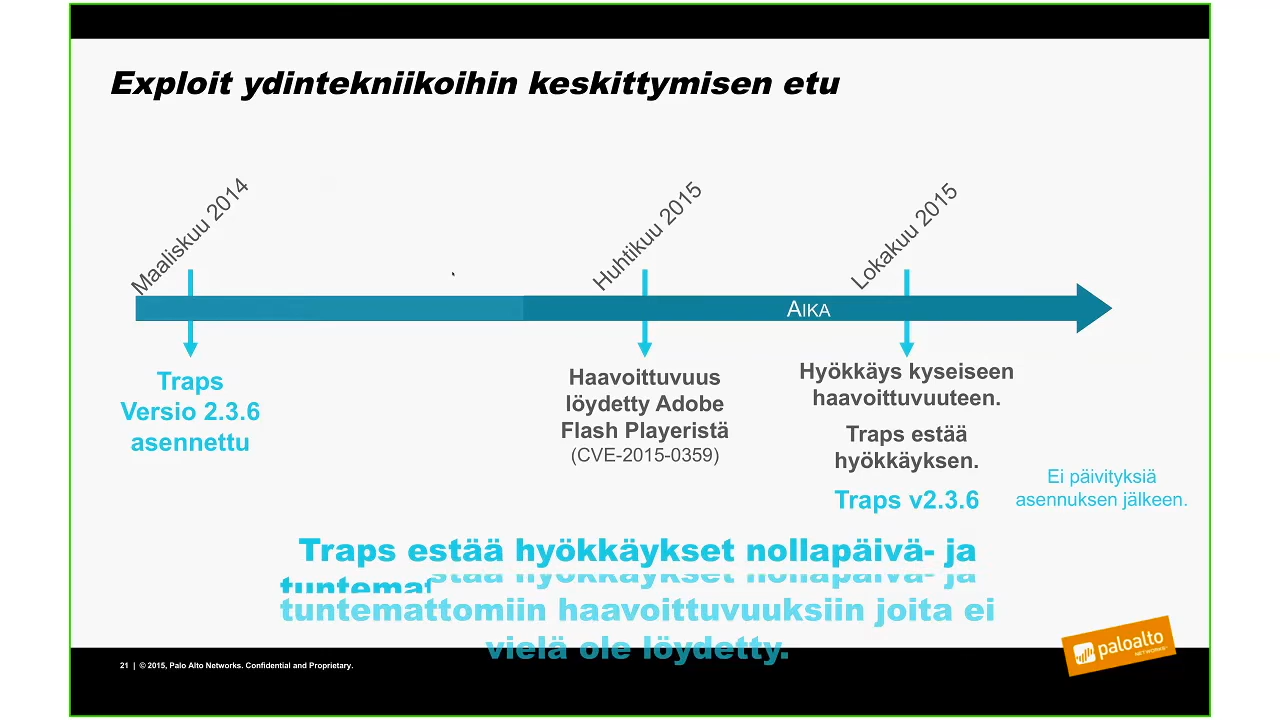 Exploit ydintekniikoihin keskittymisen etu
Maaliskuu 2014
Huhtikuu 2015
Lokakuu 2015
AIKA
Traps
Versio 2.3.6
asennettu
Haavoittuvuus
löydetty Adobe
Flash Playeristä
(CVE-2015-0359)
Hyökkäys kyseiseen
haavoittuvuuteen.
Traps estää
hyökkäyksen.
Traps v2.3.6
Ei päivityksiä
asennuksen jälkeen.
Traps estää hyökkäykset nollapäivä- ja
tuntemattomiin haavoittuvuuksiin joita ei
vielä ole löydetty.
21 | © 2015, Palo Alto Networks. Confidential and Proprietary.
paloalto
NETWORKS